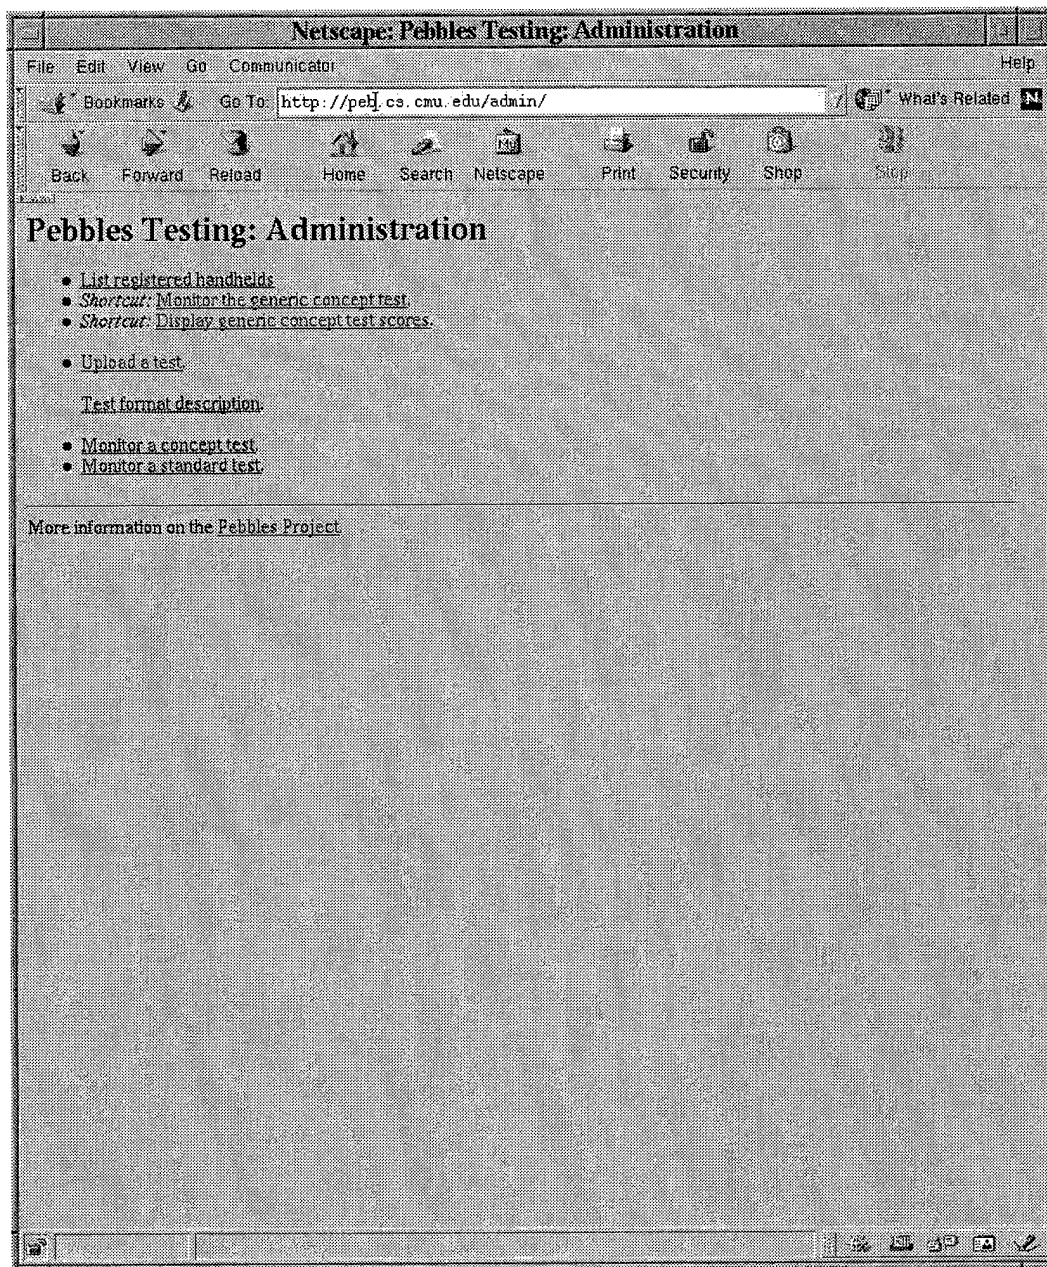 Netscape: Pebbles Testing: Administration
File Edit View Go Communicator Help
Bookmarks Go To: http://peb.cs.cmu.edu/admin/ What's Related N
Back Forward Reload Home Search Netscape Print Security Shop Stop
Pebbles Testing: Administration
List registered handhelds
Shortcut: Monitor the generic concept test.
Shortcut: Display generic concept test scores.
Upload a test.
Test format description.
Monitor a concept test.
Monitor a standard test.
More information on the Pebbles Project